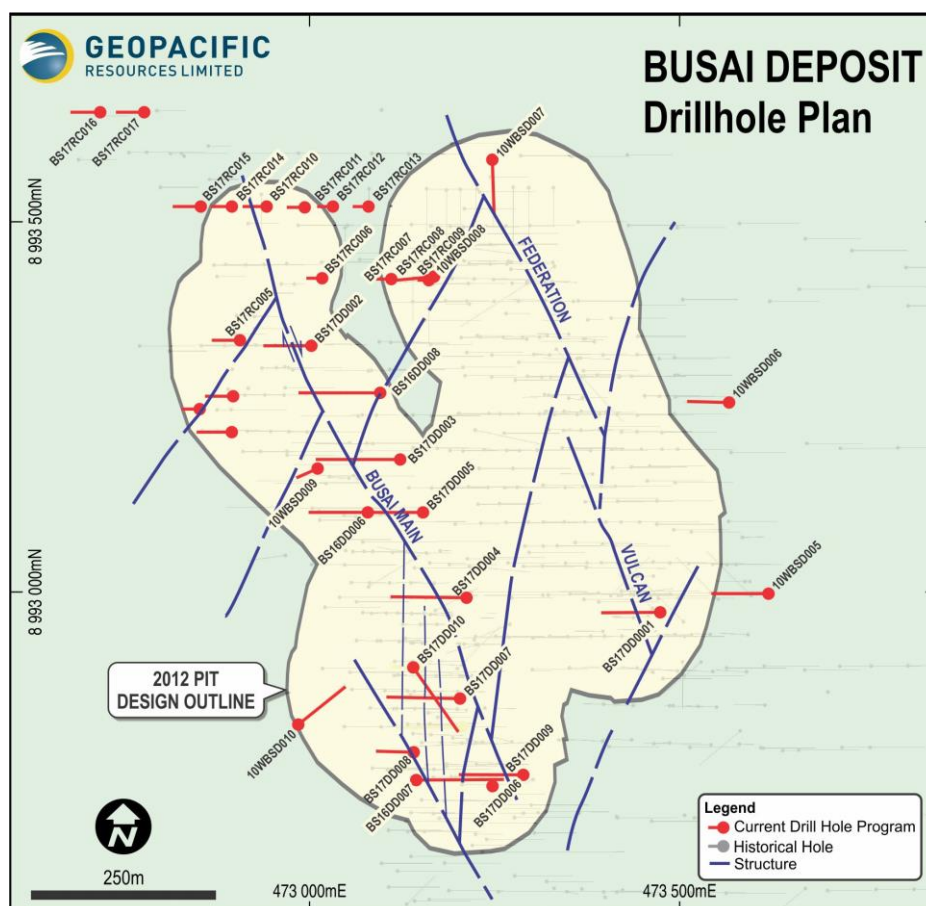 GEOPACIFIC
RESOURCES LIMITED
BUSAI DEPOSIT
Drillhole Plan
BS17RC016
BS17RC017
BS17RC015
BS17RC014
BS17RC010
BS17RC011
BS17RC012
BS17RC013
10WBSD007
8 993 500mN
BS17RC006
BS17RC007
BS17RC008
BS17RC009
10WBSD008
FEDERATION
BS17RC005
BS17DD002
BS16DD008
10WBSD006
BS17DD003
10WBSD009
BUSAI MAIN
BS17DD005
BS16DD006
BS17DD004
VULCAN
10WBSD005
8 993 000mN
BS17DD0001
BS17DD010
BS17DD007
2012 PIT
DESIGN OUTLINE
10WBSD010
BS17DD008
BS16DD007
BS17DD009
BS17DD006
Legend
Current Drill Hole Program
Historical Hole
Structure
N
250m
473 000mE
473 500mE